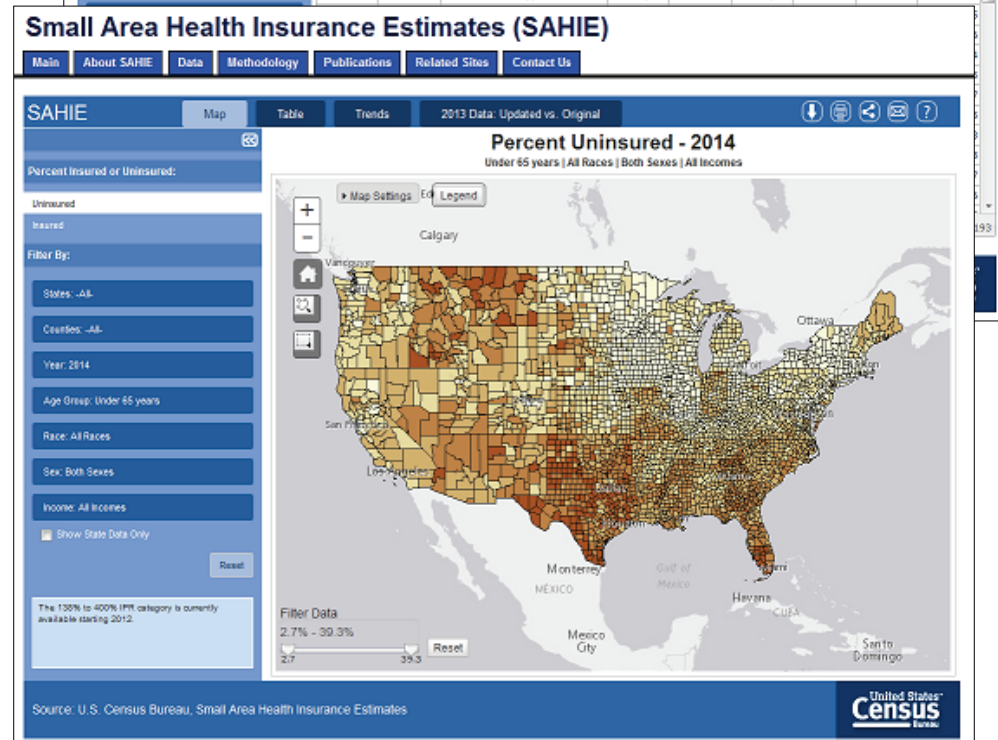 Small Area Health Insurance Estimates (SAHIE)
Main About SAHIE Data Methodology Publications Related Sites Contact Us
SAHIE Map Table Trends 2013 Data: Updated vs. Original ?
Percent Uninsured - 2014
Under 65 years | All Races | Both Sexes | All Incomes
Percent Insured or Uninsured:
Uninsured
Insured
Filter By:
States: -All-
Counties: -All-
Year: 2014
Age Group: Under 65 years
Race: All Races
Sex: Both Sexes
Income: All Incomes
Show State Data Only
Reset
The 138% to 400% IPR category is currently
available starting 2012.
Map Settings Ed Legend
+
−
Calgary
Vancouver
Ottawa
San Francisco
Los Angeles
Monterrey
MÉXICO
Gulf of
Mexico
Havana
CUBA
Mexico
City
Santo
Domingo
Filter Data
2.7% - 39.3%
Reset
2.7 39.3
193
Source: U.S. Census Bureau, Small Area Health Insurance Estimates
United States™
Census
Bureau